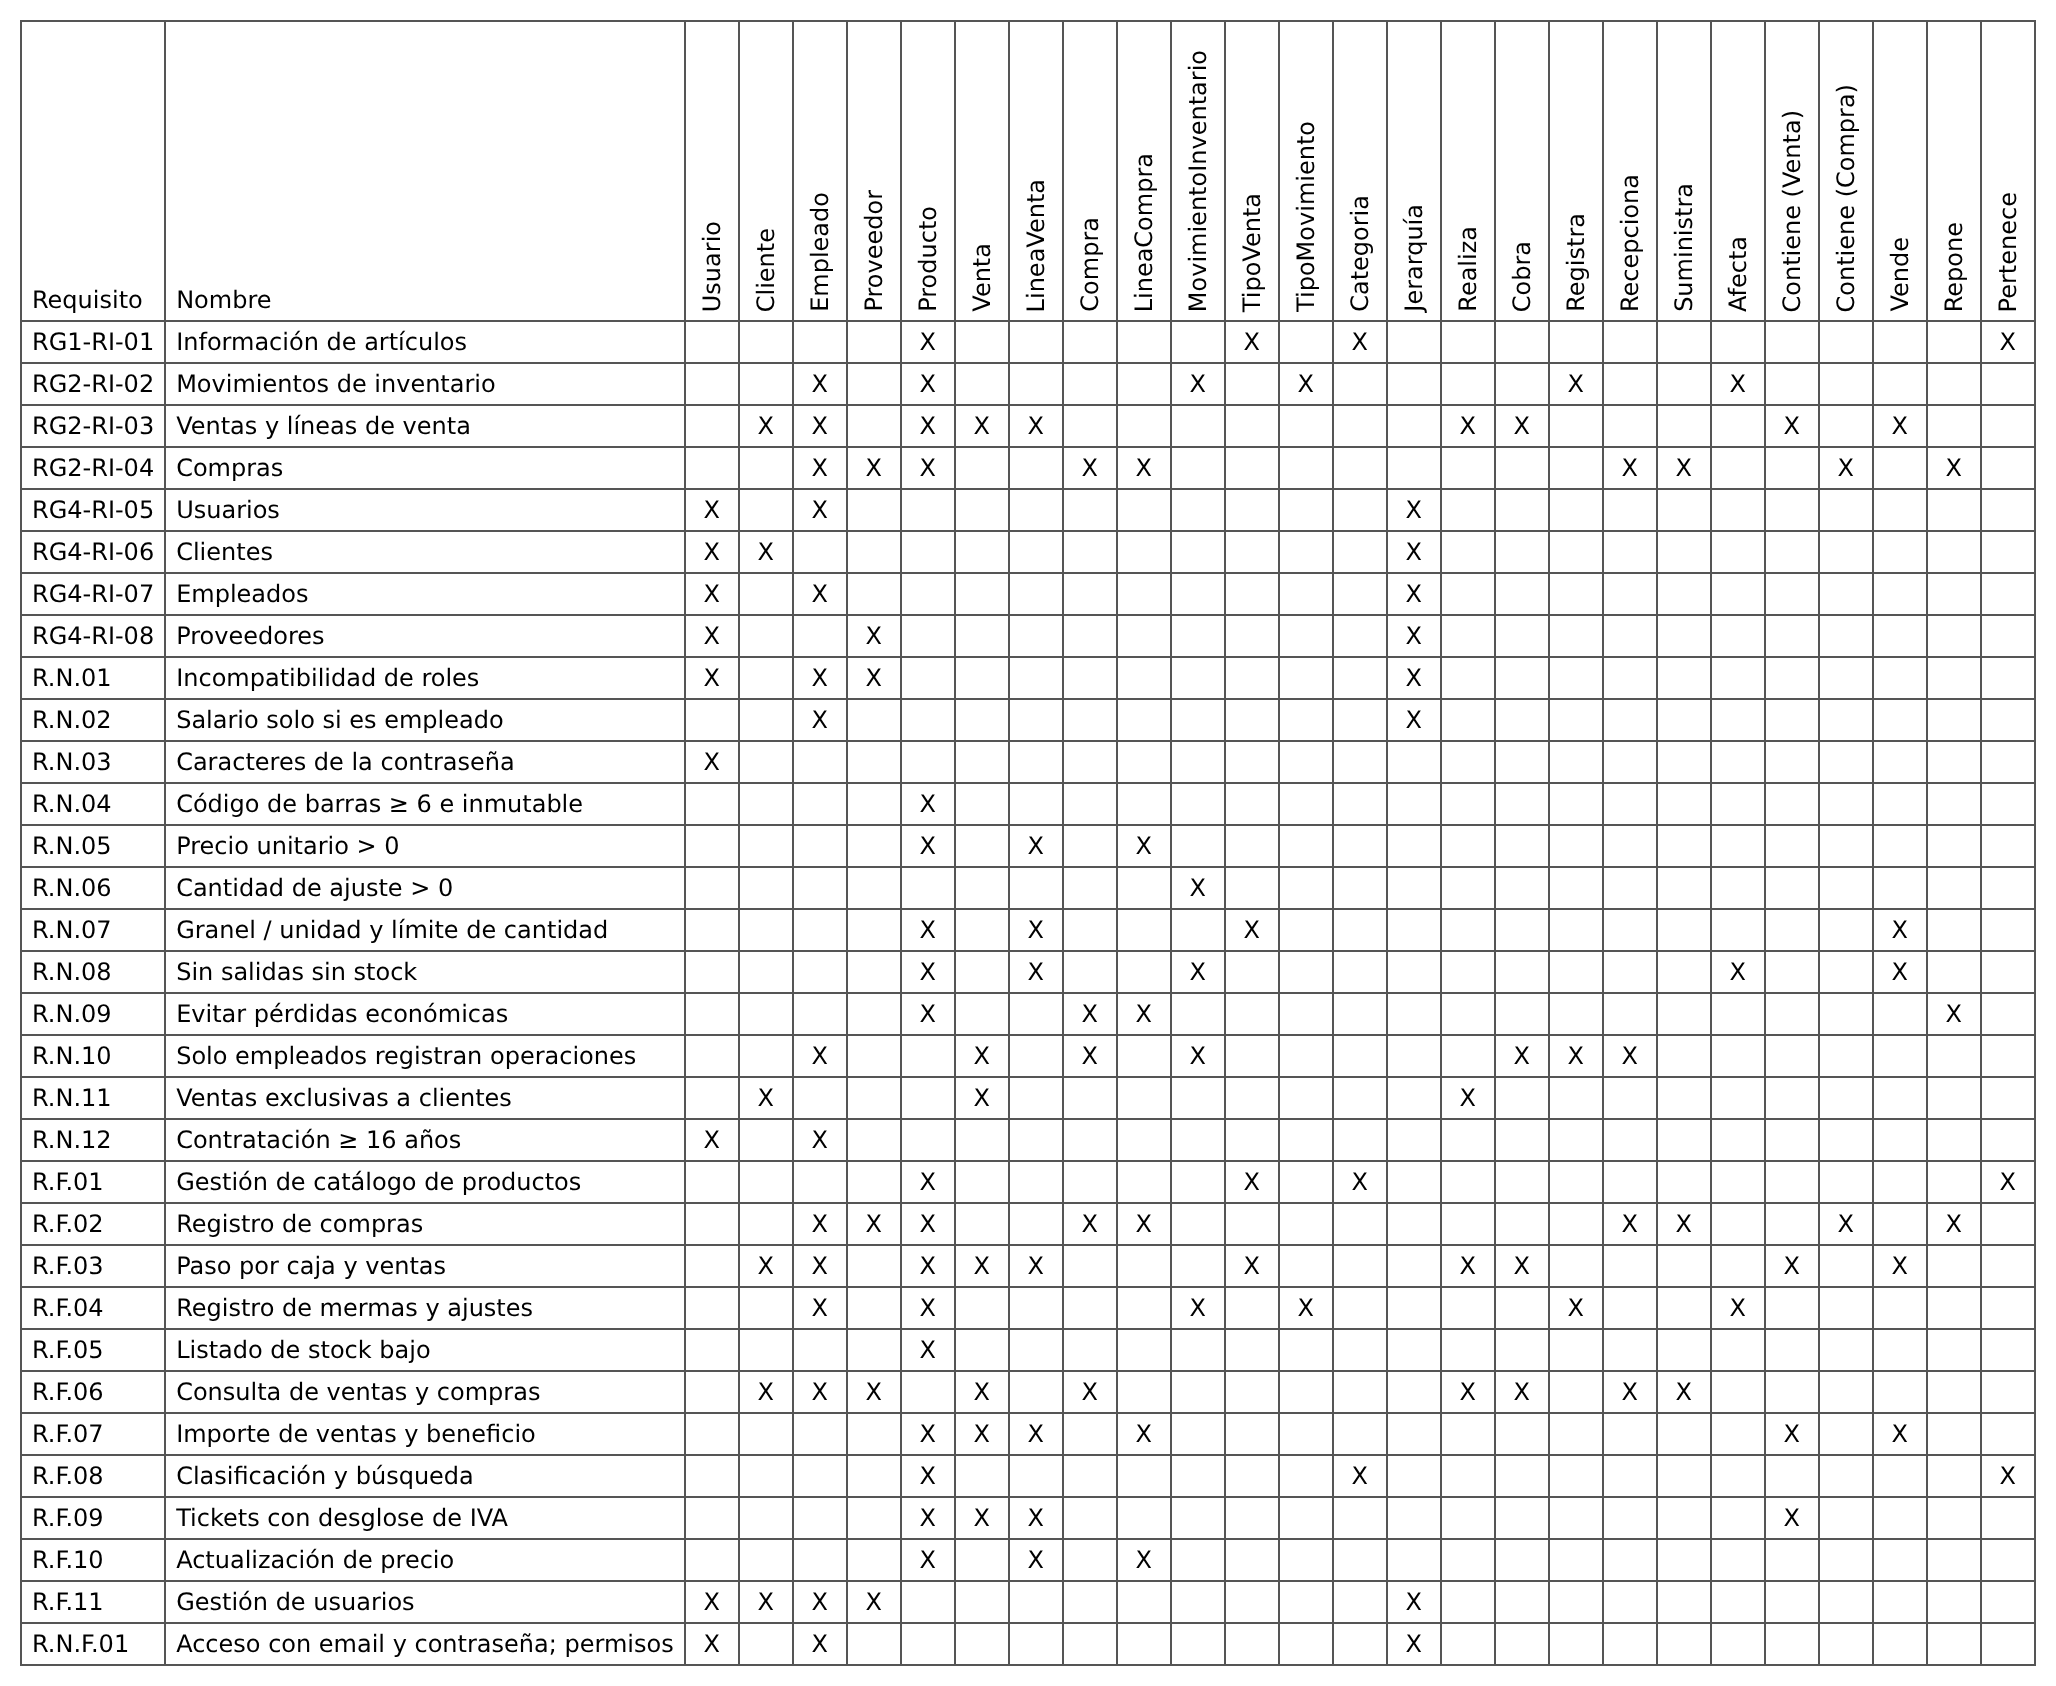 Requisito Nombre Usuario Cliente Empleado Proveedor Producto Venta LineaVenta Compra LineaCompra MovimientoInventario TipoVenta TipoMovimiento Categoria Jerarquía Realiza Cobra Registra Recepciona Suministra Afecta Contiene (Venta) Contiene (Compra) Vende Repone Pertenece
RG1-RI-01 Información de artículos X X X X
RG2-RI-02 Movimientos de inventario X X X X X X
RG2-RI-03 Ventas y líneas de venta X X X X X X X X X
RG2-RI-04 Compras X X X X X X X X X
RG4-RI-05 Usuarios X X X
RG4-RI-06 Clientes X X X
RG4-RI-07 Empleados X X X
RG4-RI-08 Proveedores X X X
R.N.01 Incompatibilidad de roles X X X X
R.N.02 Salario solo si es empleado X X
R.N.03 Caracteres de la contraseña X
R.N.04 Código de barras ≥ 6 e inmutable X
R.N.05 Precio unitario > 0 X X X
R.N.06 Cantidad de ajuste > 0 X
R.N.07 Granel / unidad y límite de cantidad X X X X
R.N.08 Sin salidas sin stock X X X X X
R.N.09 Evitar pérdidas económicas X X X X
R.N.10 Solo empleados registran operaciones X X X X X X X
R.N.11 Ventas exclusivas a clientes X X X
R.N.12 Contratación ≥ 16 años X X
R.F.01 Gestión de catálogo de productos X X X X
R.F.02 Registro de compras X X X X X X X X X
R.F.03 Paso por caja y ventas X X X X X X X X X X
R.F.04 Registro de mermas y ajustes X X X X X X
R.F.05 Listado de stock bajo X
R.F.06 Consulta de ventas y compras X X X X X X X X X
R.F.07 Importe de ventas y beneficio X X X X X X
R.F.08 Clasificación y búsqueda X X X
R.F.09 Tickets con desglose de IVA X X X X
R.F.10 Actualización de precio X X X
R.F.11 Gestión de usuarios X X X X X
R.N.F.01 Acceso con email y contraseña; permisos X X X